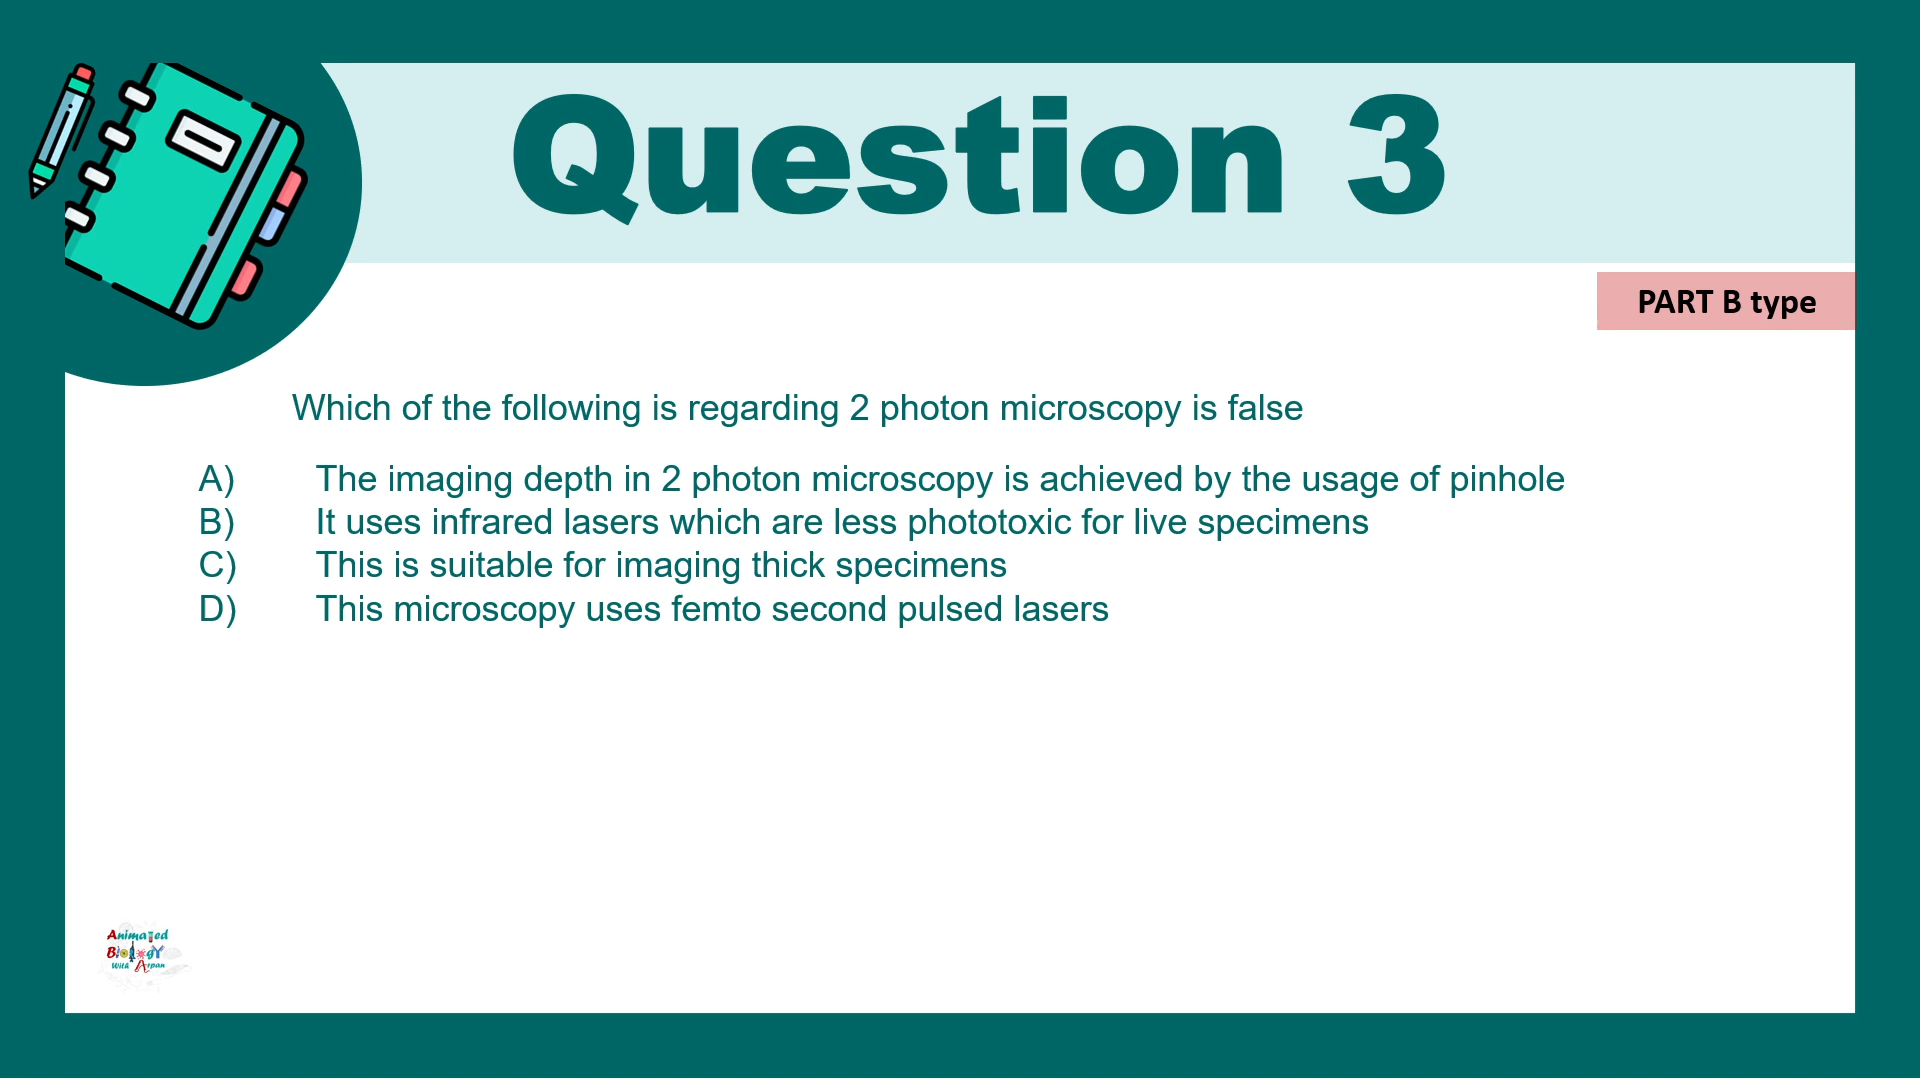 Question 3
PART B type
Which of the following is regarding 2 photon microscopy is false
A) The imaging depth in 2 photon microscopy is achieved by the usage of pinhole
B) It uses infrared lasers which are less phototoxic for live specimens
C) This is suitable for imaging thick specimens
D) This microscopy uses femto second pulsed lasers
Animated
Biology
With Arpan